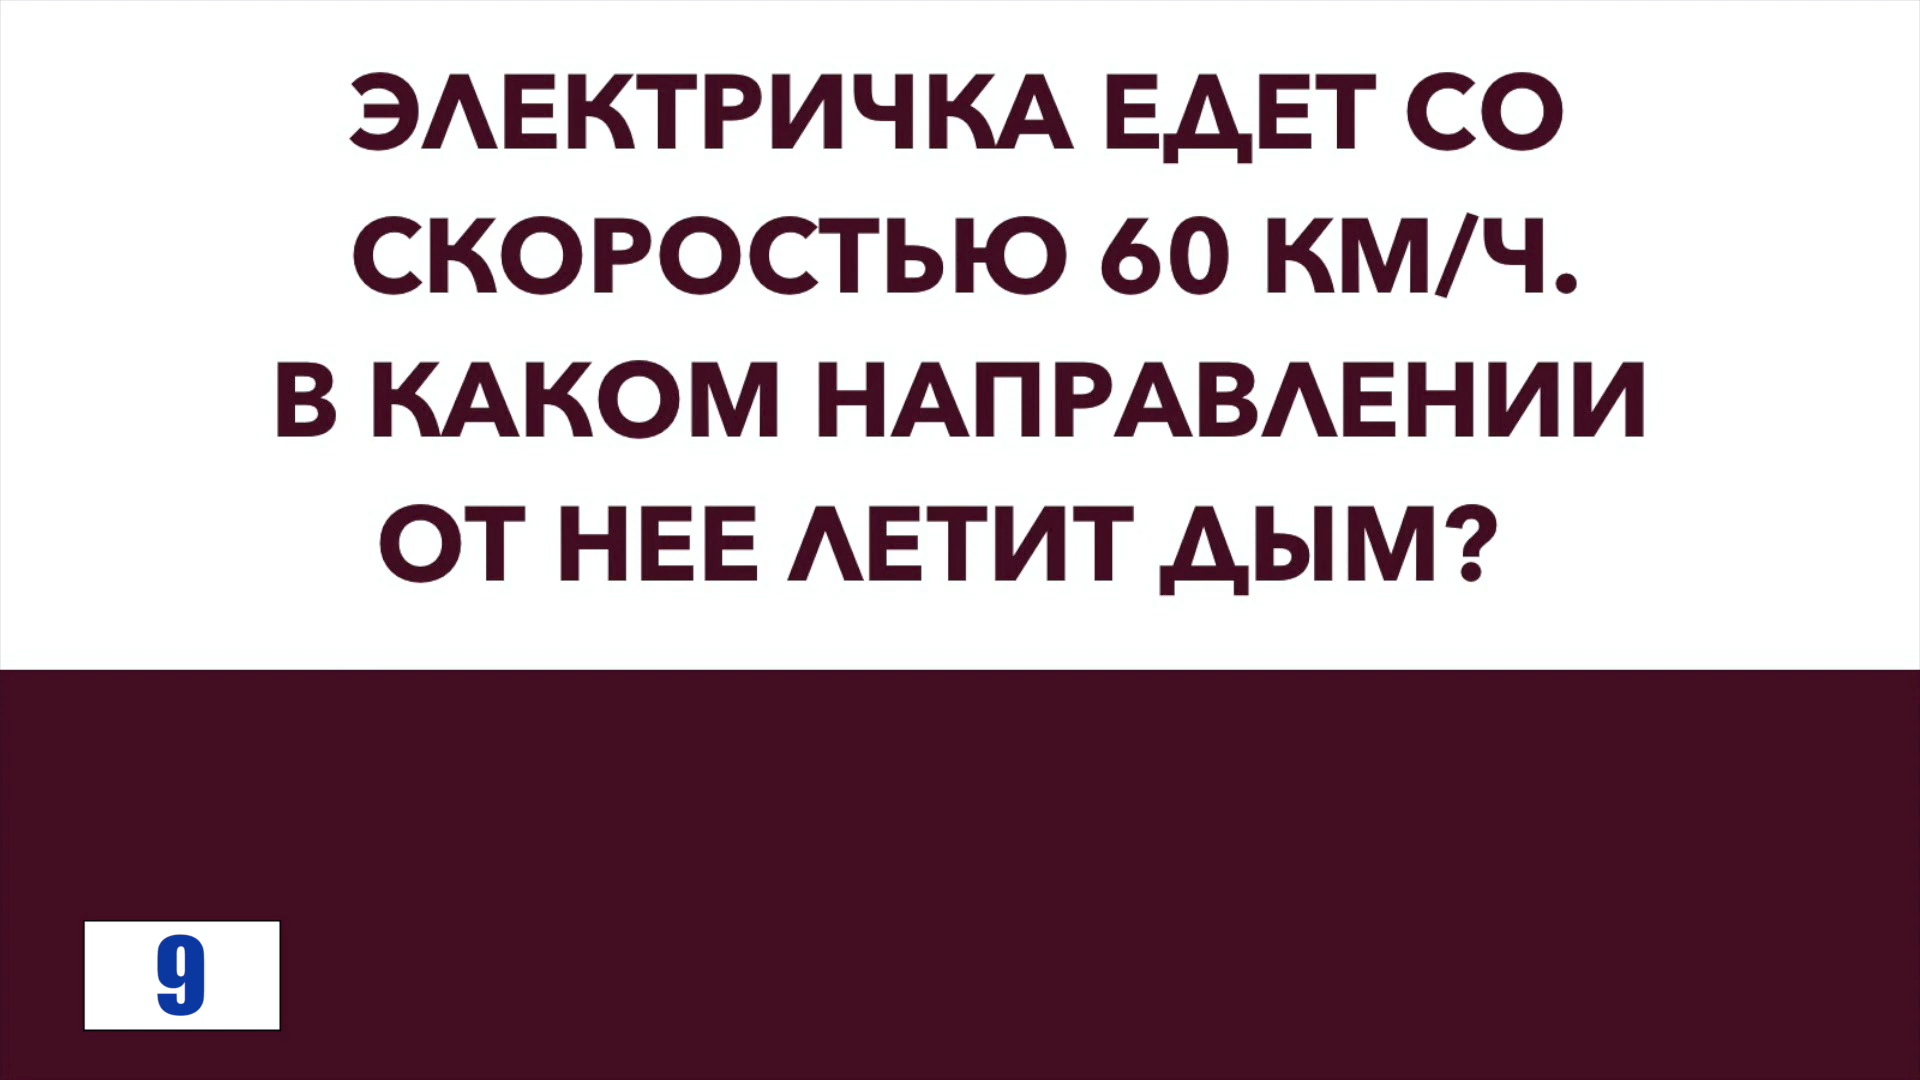 ЭЛЕКТРИЧКА ЕДЕТ СО
СКОРОСТЬЮ 60 КМ/Ч.
В КАКОМ НАПРАВЛЕНИИ
ОТ НЕЕ ЛЕТИТ ДЫМ?
9